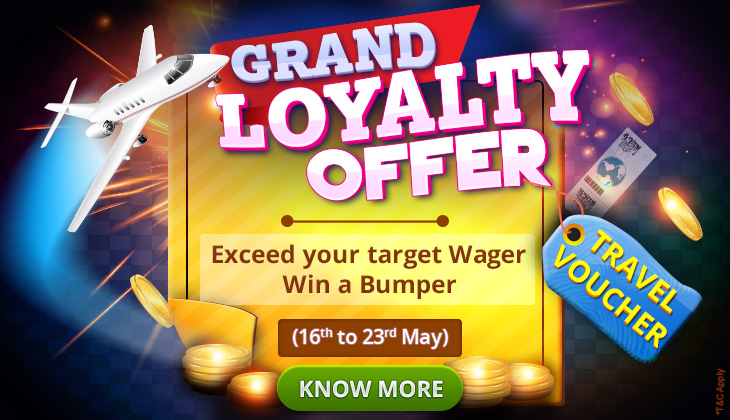 GRAND
LOYALTY
OFFER
Exceed your target Wager
Win a Bumper
(16th to 23rd May)
KNOW MORE
TRAVEL
VOUCHER
*T&C Apply